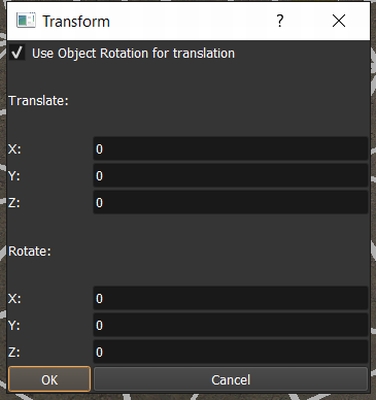 Transform
?
Use Object Rotation for translation
Translate:
X: 0
Y: 0
Z: 0
Rotate:
X: 0
Y: 0
Z: 0
OK Cancel